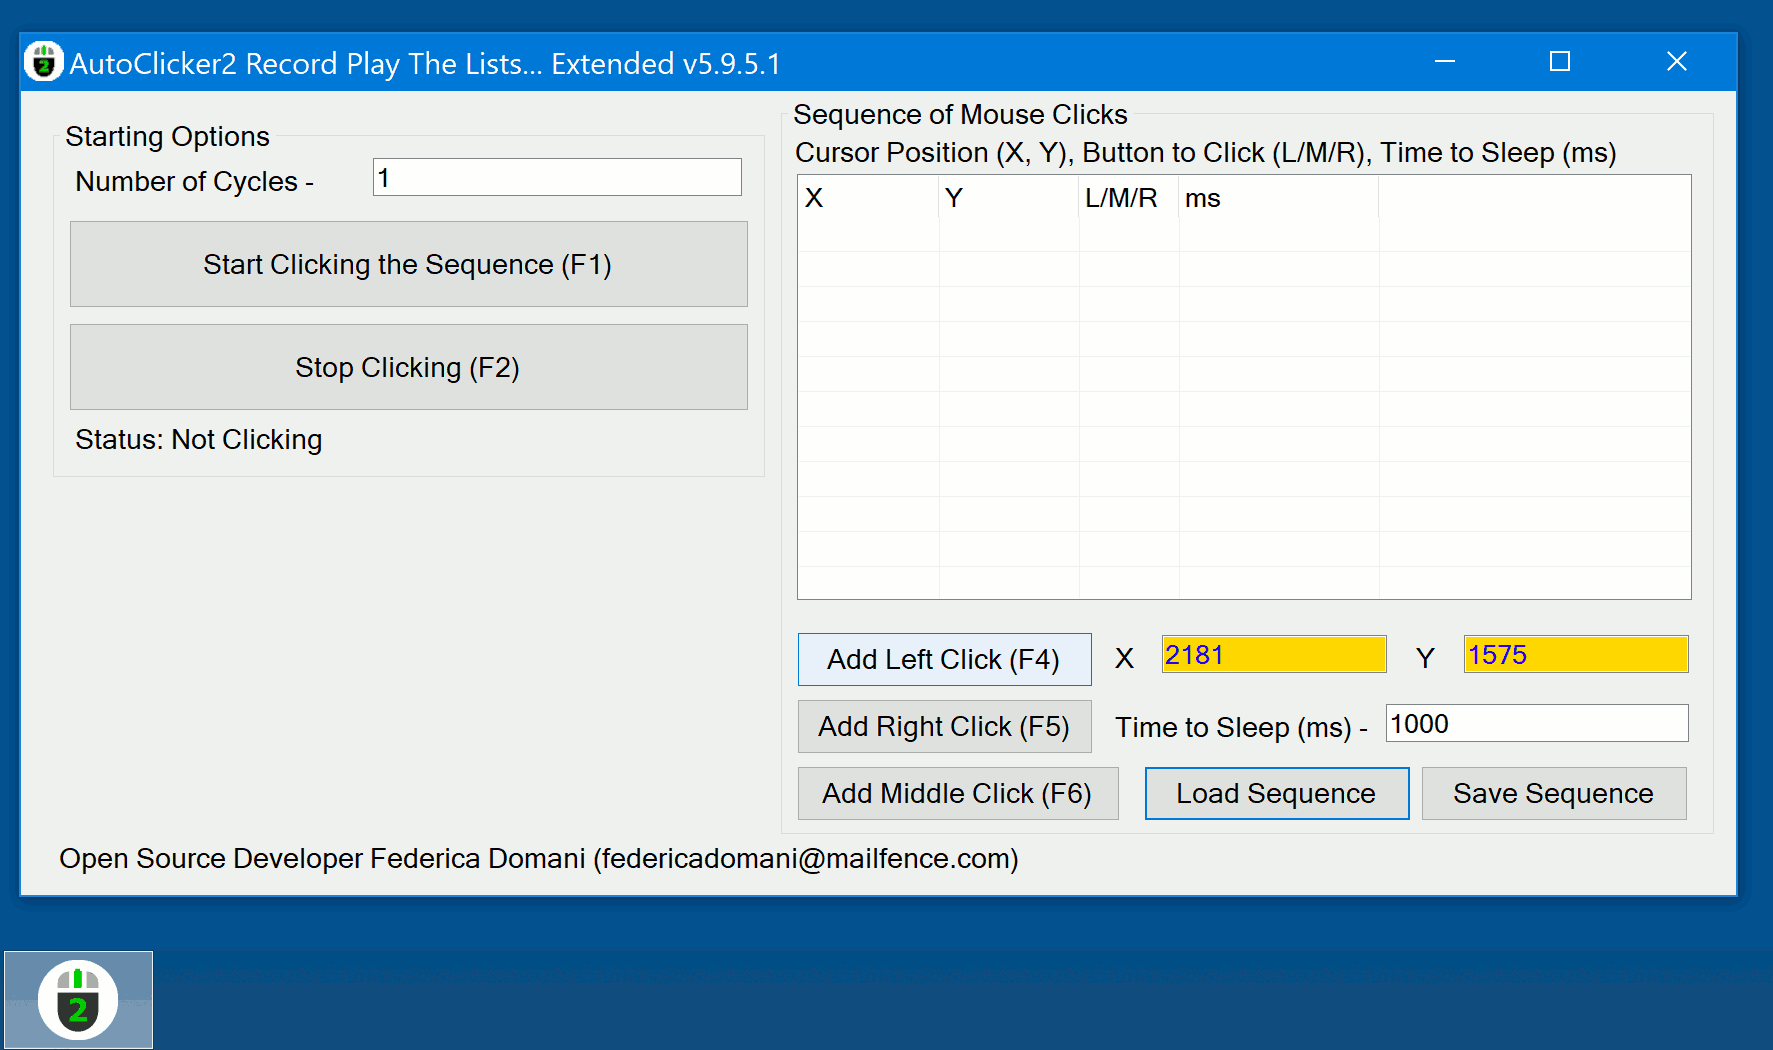 AutoClicker2 Record Play The Lists... Extended v5.9.5.1
Starting Options
Number of Cycles - 1
Start Clicking the Sequence (F1)
Stop Clicking (F2)
Status: Not Clicking
Sequence of Mouse Clicks
Cursor Position (X, Y), Button to Click (L/M/R), Time to Sleep (ms)
X Y L/M/R ms
Add Left Click (F4) X 2181 Y 1575
Add Right Click (F5) Time to Sleep (ms) - 1000
Add Middle Click (F6) Load Sequence Save Sequence
Open Source Developer Federica Domani (federicadomani@mailfence.com)
2